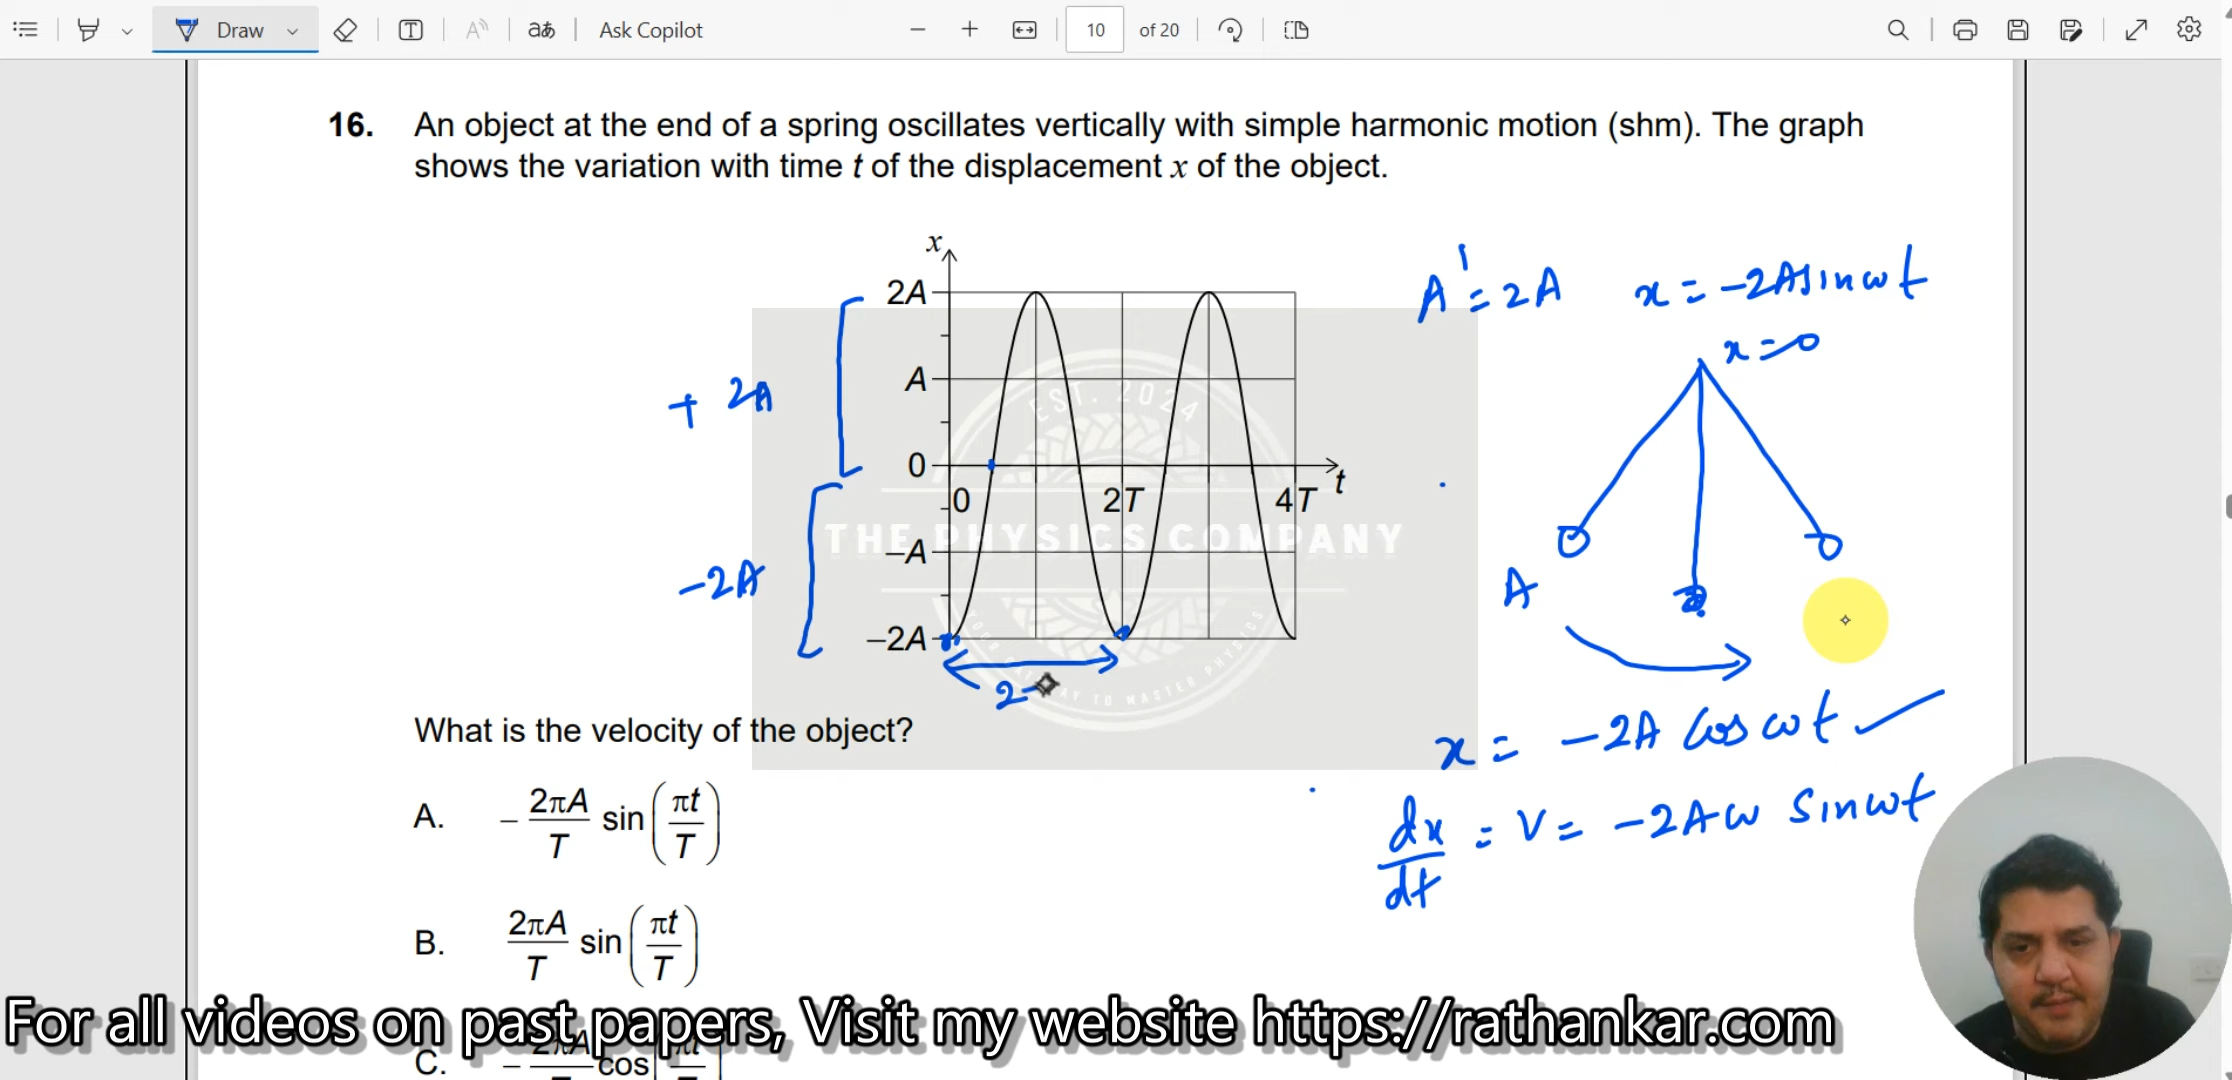 Draw
Ask Copilot
10 of 20
16. An object at the end of a spring oscillates vertically with simple harmonic motion (shm). The graph
shows the variation with time t of the displacement x of the object.
x
2A
A
0
0 2T 4T t
–A
–2A
+ 2A
-2A
2
A' = 2A
x = -2A sin ωt
x = 0
A
x = -2A cos ωt
dx/dt = V = -2Aω sin ωt
EST. 2024
THE PHYSICS COMPANY
What is the velocity of the object?
A. – 2πA/T sin(πt/T)
B. 2πA/T sin(πt/T)
C. – cos
For all videos on past papers, Visit my website https://rathankar.com